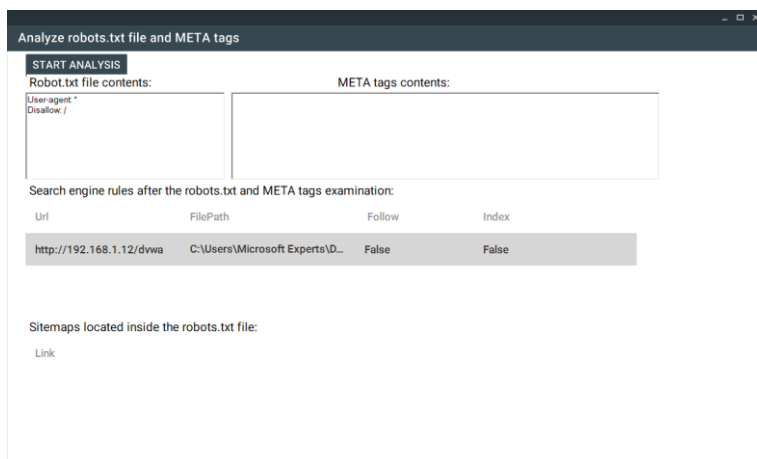 Analyze robots.txt file and META tags
START ANALYSIS
Robot.txt file contents: META tags contents:
User-agent: *
Disallow: /
Search engine rules after the robots.txt and META tags examination:
Url FilePath Follow Index
http://192.168.1.12/dvwa C:\Users\Microsoft Experts\D... False False
Sitemaps located inside the robots.txt file:
Link